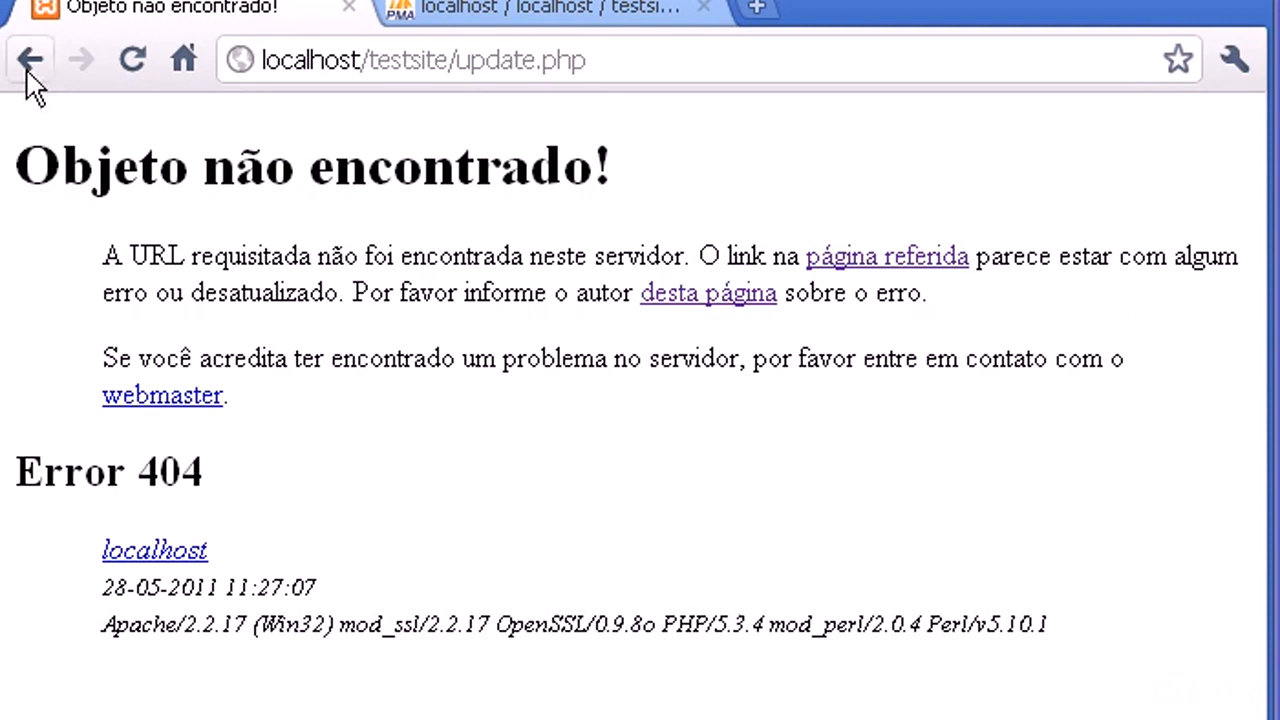 Objeto não encontrado!
localhost / localhost / testsi...
PMA
localhost/testsite/update.php
Objeto não encontrado!
A URL requisitada não foi encontrada neste servidor. O link na página referida parece estar com algum
erro ou desatualizado. Por favor informe o autor desta página sobre o erro.
Se você acredita ter encontrado um problema no servidor, por favor entre em contato com o
webmaster.
Error 404
localhost
28-05-2011 11:27:07
Apache/2.2.17 (Win32) mod_ssl/2.2.17 OpenSSL/0.9.8o PHP/5.3.4 mod_perl/2.0.4 Perl/v5.10.1